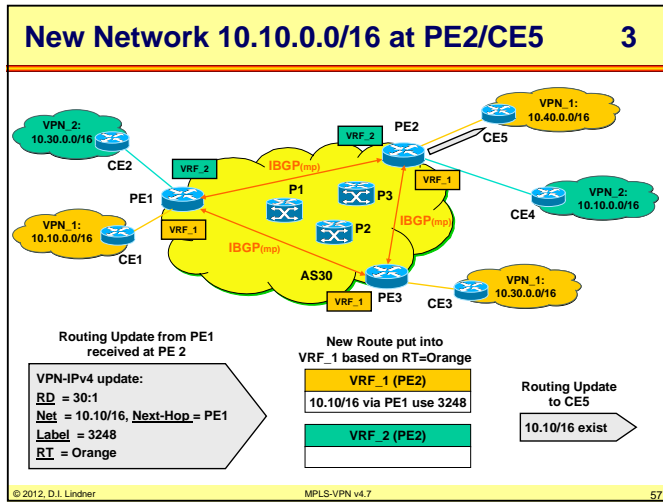 New Network 10.10.0.0/16 at PE2/CE5 3
VPN_2:
10.30.0.0/16
CE2
VRF_2
PE1
VPN_1:
10.10.0.0/16
CE1
VRF_1
IBGP(mp)
P1
P3
P2
IBGP(mp)
AS30
IBGP(mp)
VRF_2
PE2
VRF_1
VPN_1:
10.40.0.0/16
CE5
VPN_2:
10.10.0.0/16
CE4
VRF_1
PE3
CE3
VPN_1:
10.30.0.0/16
Routing Update from PE1
received at PE 2
VPN-IPv4 update:
RD = 30:1
Net = 10.10/16, Next-Hop = PE1
Label = 3248
RT = Orange
New Route put into
VRF_1 based on RT=Orange
VRF_1 (PE2)
10.10/16 via PE1 use 3248
VRF_2 (PE2)
Routing Update
to CE5
10.10/16 exist
© 2012, D.I. Lindner
MPLS-VPN v4.7
57